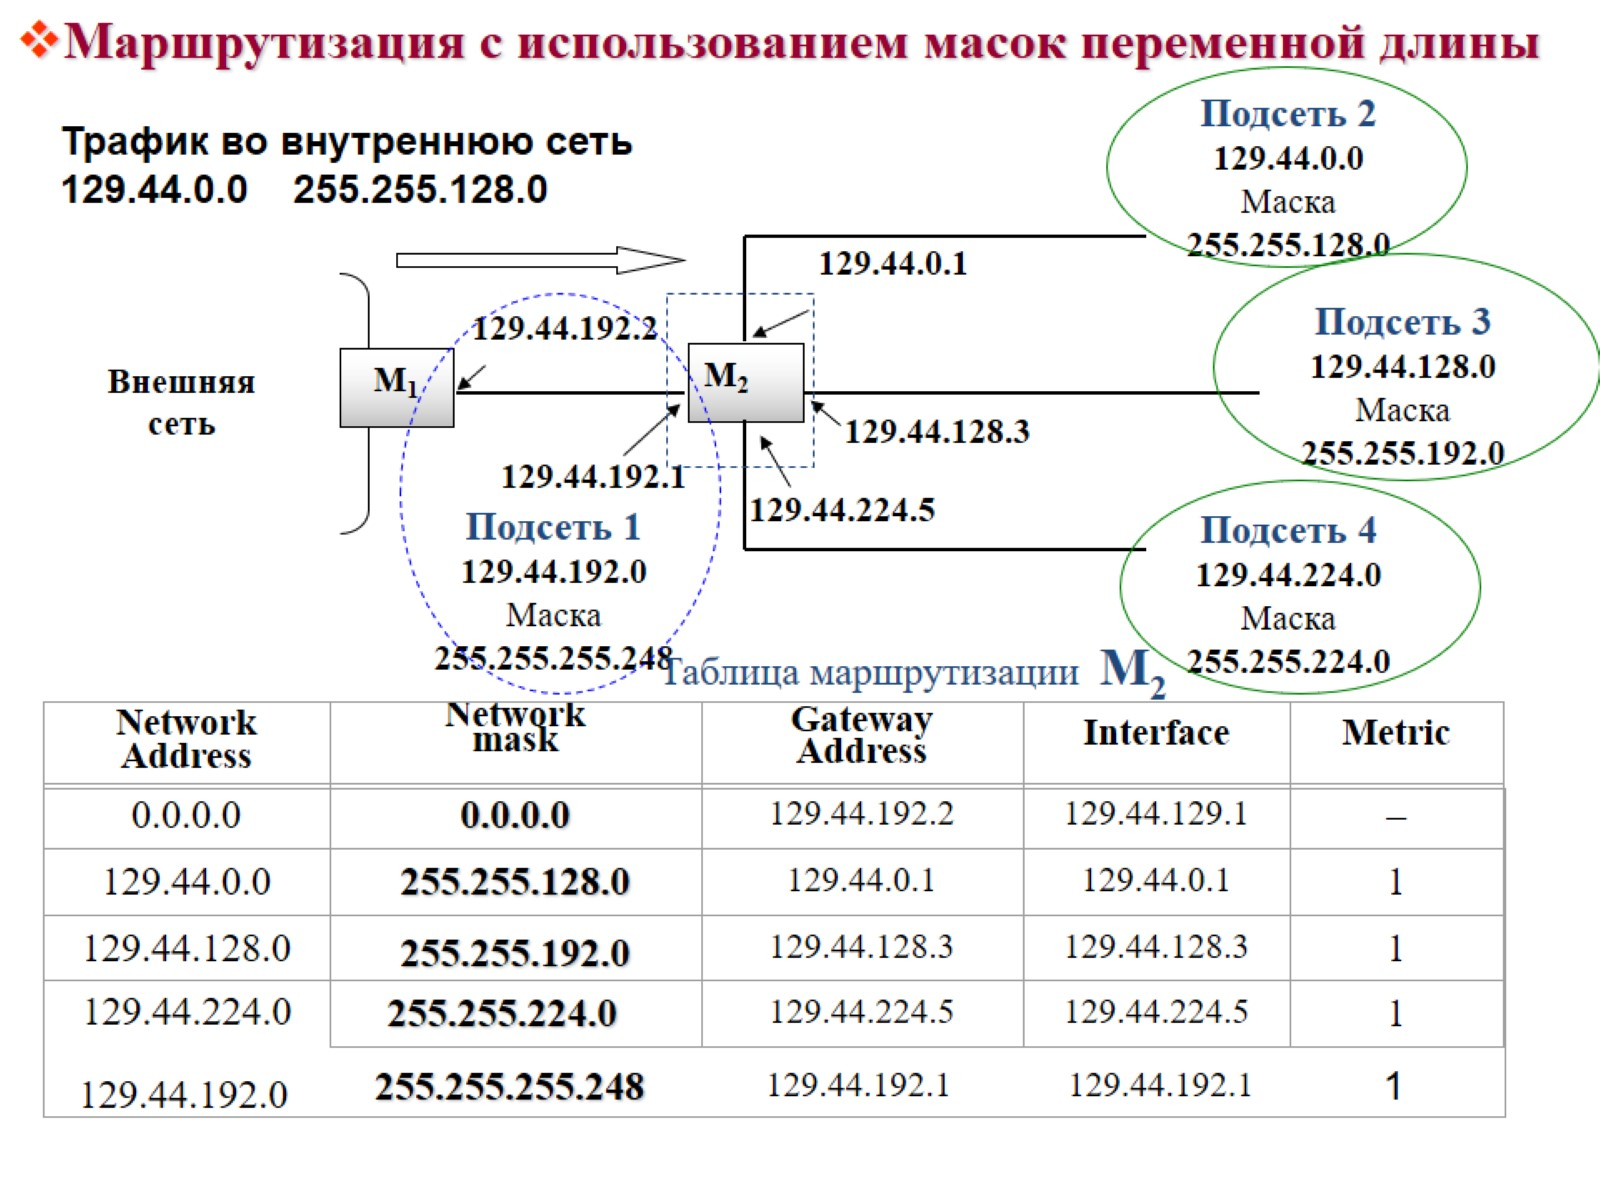 ❖Маршрутизация с использованием масок переменной длины
Трафик во внутреннюю сеть
129.44.0.0 255.255.128.0
Подсеть 2
129.44.0.0
Маска
255.255.128.0
129.44.0.1
129.44.192.2
Внешняя
сеть
M1
M2
Подсеть 3
129.44.128.0
Маска
255.255.192.0
129.44.128.3
129.44.192.1
129.44.224.5
Подсеть 1
129.44.192.0
Маска
255.255.255.248
Подсеть 4
129.44.224.0
Маска
255.255.224.0
Таблица маршрутизации M2
Network
Address
Network
mask
Gateway
Address
Interface
Metric
0.0.0.0 0.0.0.0 129.44.192.2 129.44.129.1 –
129.44.0.0 255.255.128.0 129.44.0.1 129.44.0.1 1
129.44.128.0 255.255.192.0 129.44.128.3 129.44.128.3 1
129.44.224.0 255.255.224.0 129.44.224.5 129.44.224.5 1
129.44.192.0 255.255.255.248 129.44.192.1 129.44.192.1 1